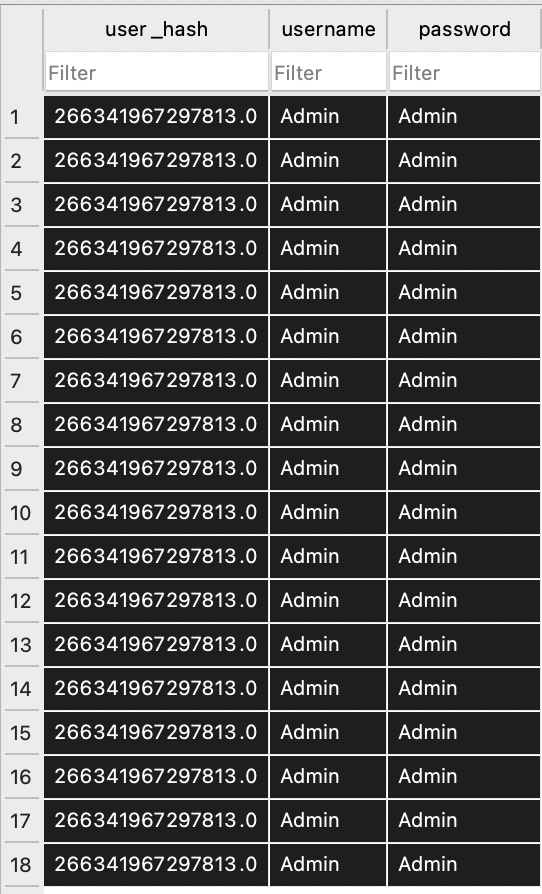 user_hash username password
Filter Filter Filter
1 266341967297813.0 Admin Admin
2 266341967297813.0 Admin Admin
3 266341967297813.0 Admin Admin
4 266341967297813.0 Admin Admin
5 266341967297813.0 Admin Admin
6 266341967297813.0 Admin Admin
7 266341967297813.0 Admin Admin
8 266341967297813.0 Admin Admin
9 266341967297813.0 Admin Admin
10 266341967297813.0 Admin Admin
11 266341967297813.0 Admin Admin
12 266341967297813.0 Admin Admin
13 266341967297813.0 Admin Admin
14 266341967297813.0 Admin Admin
15 266341967297813.0 Admin Admin
16 266341967297813.0 Admin Admin
17 266341967297813.0 Admin Admin
18 266341967297813.0 Admin Admin